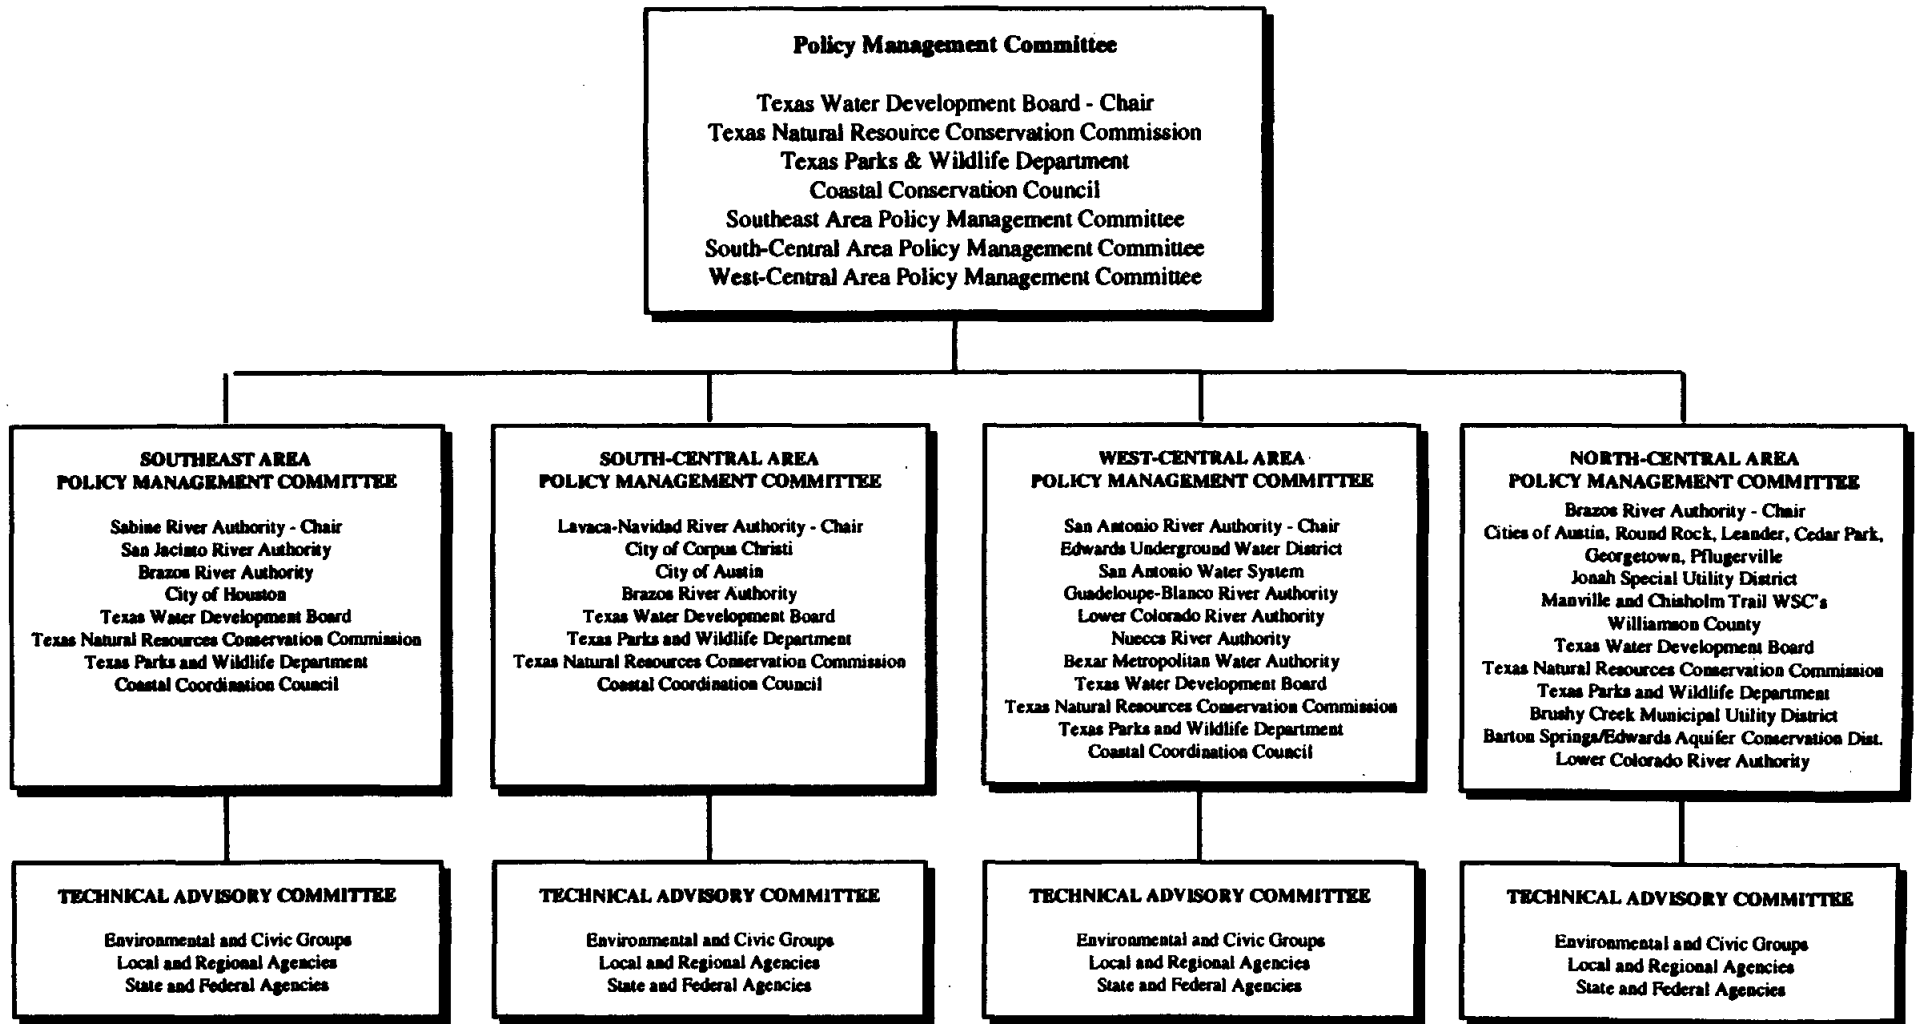 Policy Management Committee
Texas Water Development Board - Chair
Texas Natural Resource Conservation Commission
Texas Parks & Wildlife Department
Coastal Conservation Council
Southeast Area Policy Management Committee
South-Central Area Policy Management Committee
West-Central Area Policy Management Committee
SOUTHEAST AREA
POLICY MANAGEMENT COMMITTEE
Sabine River Authority - Chair
San Jacinto River Authority
Brazos River Authority
City of Houston
Texas Water Development Board
Texas Natural Resources Conservation Commission
Texas Parks and Wildlife Department
Coastal Coordination Council
SOUTH-CENTRAL AREA
POLICY MANAGEMENT COMMITTEE
Lavaca-Navidad River Authority - Chair
City of Corpus Christi
City of Austin
Brazos River Authority
Texas Water Development Board
Texas Parks and Wildlife Department
Texas Natural Resources Conservation Commission
Coastal Coordination Council
WEST-CENTRAL AREA
POLICY MANAGEMENT COMMITTEE
San Antonio River Authority - Chair
Edwards Underground Water District
San Antonio Water System
Guadeloupe-Blanco River Authority
Lower Colorado River Authority
Nueces River Authority
Bexar Metropolitan Water Authority
Texas Water Development Board
Texas Natural Resources Conservation Commission
Texas Parks and Wildlife Department
Coastal Coordination Council
NORTH-CENTRAL AREA
POLICY MANAGEMENT COMMITTEE
Brazos River Authority - Chair
Cities of Austin, Round Rock, Leander, Cedar Park,
Georgetown, Pflugerville
Jonah Special Utility District
Manville and Chisholm Trail WSC's
Williamson County
Texas Water Development Board
Texas Natural Resources Conservation Commission
Texas Parks and Wildlife Department
Brushy Creek Municipal Utility District
Barton Springs/Edwards Aquifer Conservation Dist.
Lower Colorado River Authority
TECHNICAL ADVISORY COMMITTEE
Environmental and Civic Groups
Local and Regional Agencies
State and Federal Agencies
TECHNICAL ADVISORY COMMITTEE
Environmental and Civic Groups
Local and Regional Agencies
State and Federal Agencies
TECHNICAL ADVISORY COMMITTEE
Environmental and Civic Groups
Local and Regional Agencies
State and Federal Agencies
TECHNICAL ADVISORY COMMITTEE
Environmental and Civic Groups
Local and Regional Agencies
State and Federal Agencies